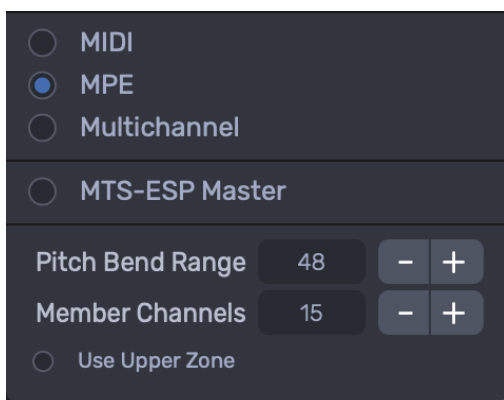 MIDI
MPE
Multichannel
MTS-ESP Master
Pitch Bend Range 48 - +
Member Channels 15 - +
Use Upper Zone